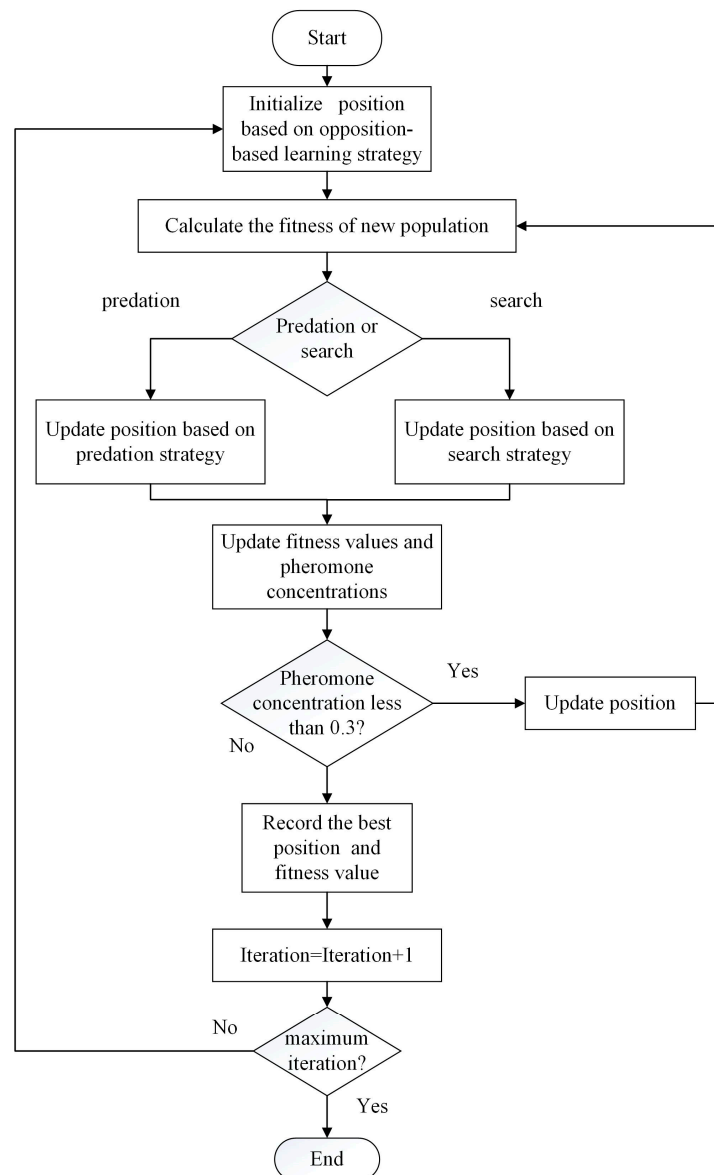 Start
Initialize position
based on opposition-
based learning strategy
Calculate the fitness of new population
predation
search
Predation or
search
Update position based on
predation strategy
Update position based on
search strategy
Update fitness values and
pheromone
concentrations
Pheromone
concentration less
than 0.3?
Yes
Update position
No
Record the best
position and
fitness value
Iteration=Iteration+1
No
maximum
iteration?
Yes
End